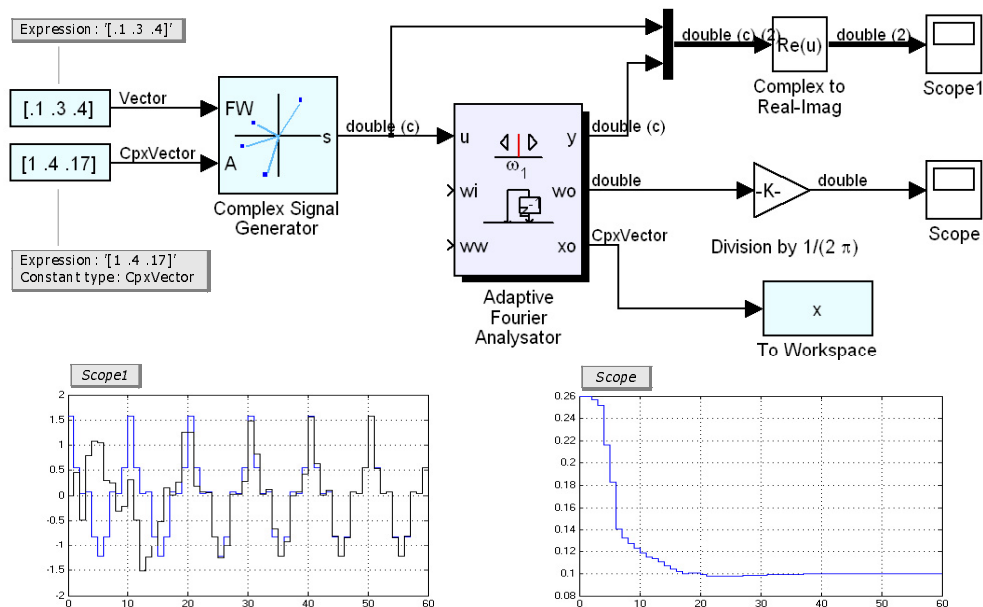 Expression: '[.1 .3 .4]'
[.1 .3 .4]
Vector
[1 .4 .17]
CpxVector
Expression: '[1 .4 .17]'
Constant type: CpxVector
FW
A
s
Complex Signal
Generator
double (c)
u
wi
ww
y
wo
xo
ω1
z-1
Adaptive
Fourier
Analysator
double (c)
double
CpxVector
double (c) (2)
Re(u)
Complex to
Real-Imag
double (2)
Scope1
-K-
Division by 1/(2 π)
double
Scope
x
To Workspace
Scope1
2
1.5
1
0.5
0
-0.5
-1
-1.5
-2
0 10 20 30 40 50 60
Scope
0.26
0.24
0.22
0.2
0.18
0.16
0.14
0.12
0.1
0.08
0 10 20 30 40 50 60